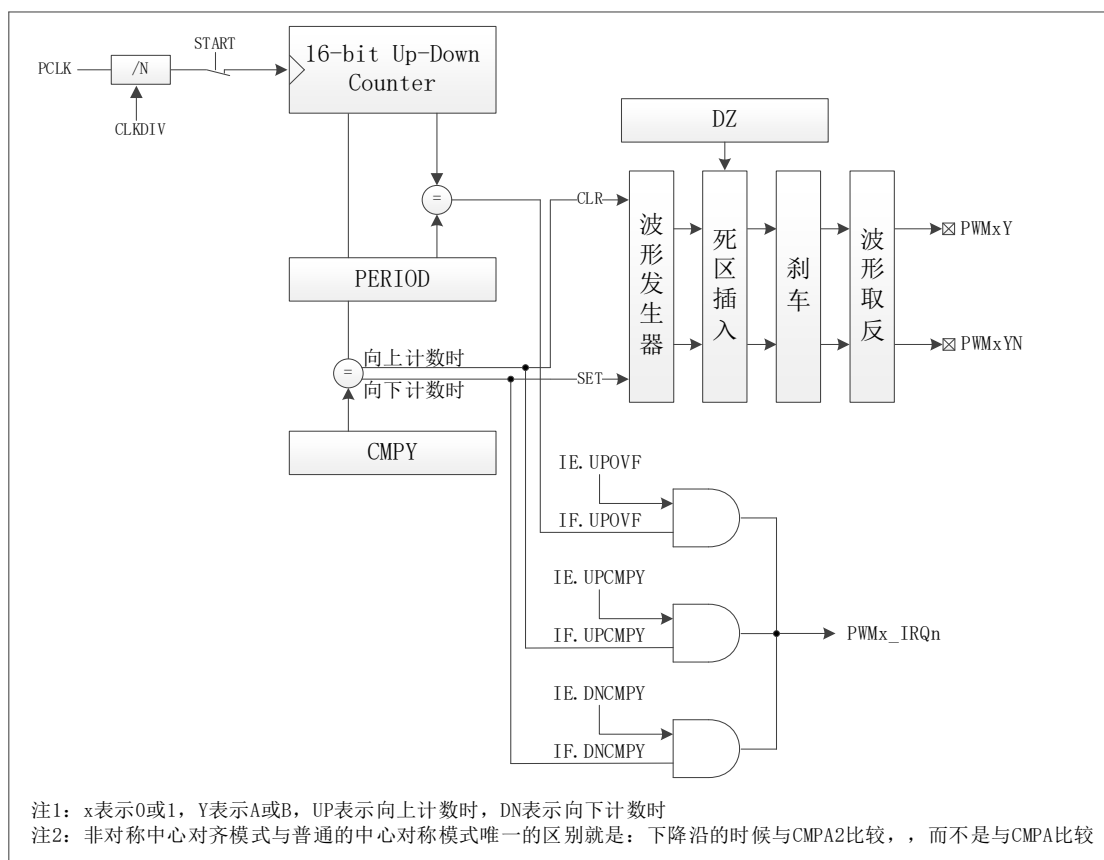 START
16-bit Up-Down
Counter
PCLK
/N
CLKDIV
DZ
=
CLR
波形发生器
死区插入
刹车
波形取反
PWMxY
PERIOD
向上计数时
=
向下计数时
SET
PWMxYN
CMPY
IE.UPOVF
IF.UPOVF
IE.UPCMPY
IF.UPCMPY
PWMx_IRQn
IE.DNCMPY
IF.DNCMPY
注1：x表示0或1，Y表示A或B，UP表示向上计数时，DN表示向下计数时
注2：非对称中心对齐模式与普通的中心对称模式唯一的区别就是：下降沿的时候与CMPA2比较，，而不是与CMPA比较